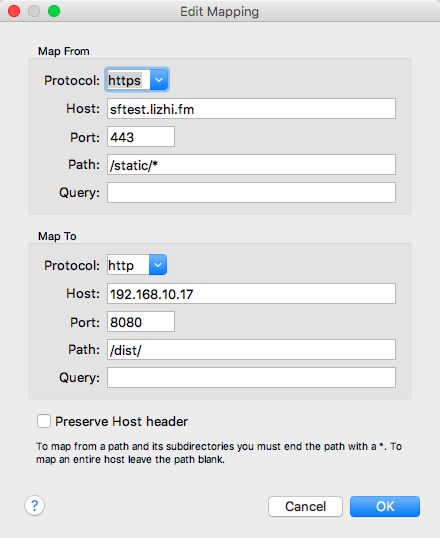 Edit Mapping
Map From
Protocol: https
Host: sftest.lizhi.fm
Port: 443
Path: /static/*
Query:
Map To
Protocol: http
Host: 192.168.10.17
Port: 8080
Path: /dist/
Query:
Preserve Host header
To map from a path and its subdirectories you must end the path with a *. To
map an entire host leave the path blank.
? Cancel OK